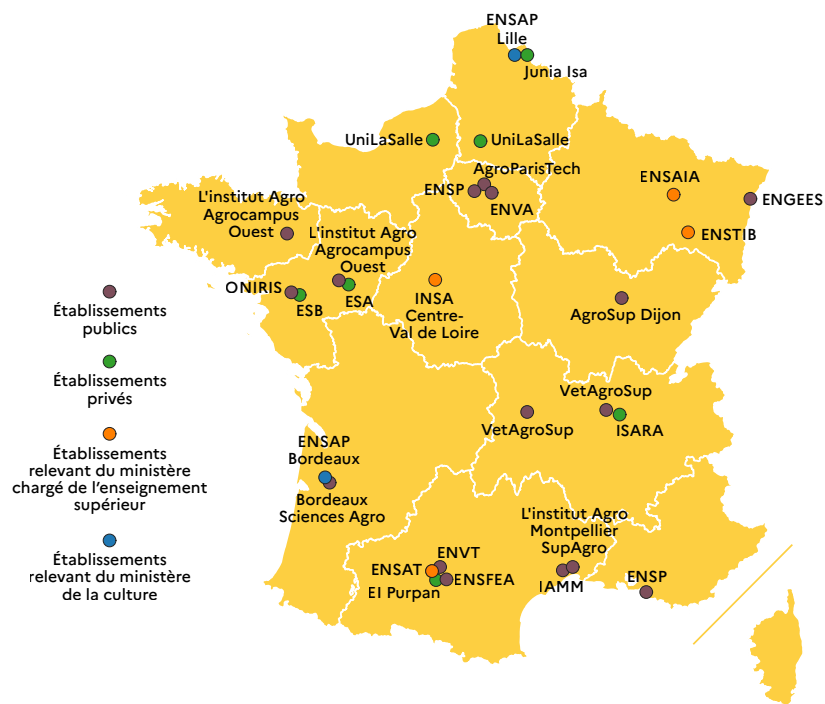 ENSAP
Lille
Junia Isa
UniLaSalle
UniLaSalle
AgroParisTech
ENSP
ENVA
ENSAIA
ENGEES
ENSTIB
L'institut Agro
Agrocampus
Ouest
L'institut Agro
Agrocampus
Ouest
ONIRIS
ESB
ESA
INSA
Centre-
Val de Loire
AgroSup Dijon
Établissements
publics
Établissements
privés
Établissements
relevant du ministère
chargé de l'enseignement
supérieur
Établissements
relevant du ministère
de la culture
VetAgroSup
VetAgroSup
ISARA
ENSAP
Bordeaux
Bordeaux
Sciences Agro
L'institut Agro
Montpellier
SupAgro
ENVT
ENSAT
ENSFEA
EI Purpan
IAMM
ENSP